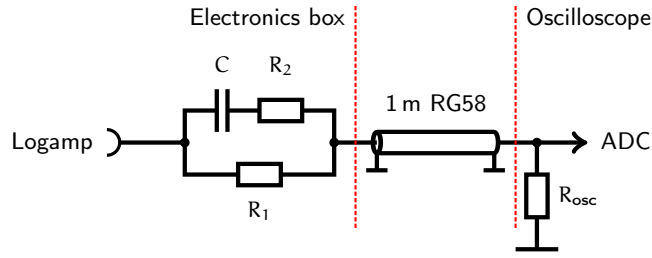 Electronics box
Oscilloscope
C
R2
1 m RG58
Logamp
ADC
R1
Rosc